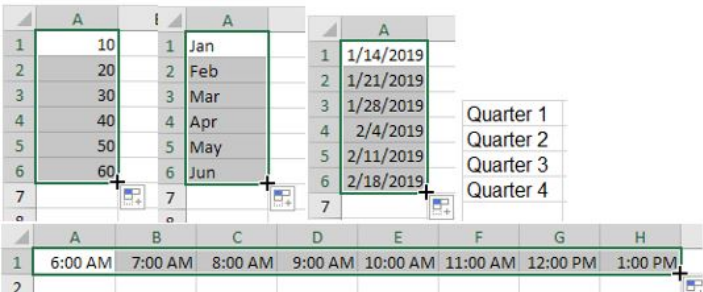 A
1 10
2 20
3 30
4 40
5 50
6 60
7
A
1 Jan
2 Feb
3 Mar
4 Apr
5 May
6 Jun
7
A
1 1/14/2019
2 1/21/2019
3 1/28/2019
4 2/4/2019
5 2/11/2019
6 2/18/2019
7
Quarter 1
Quarter 2
Quarter 3
Quarter 4
A B C D E F G H
1 6:00 AM 7:00 AM 8:00 AM 9:00 AM 10:00 AM 11:00 AM 12:00 PM 1:00 PM
2